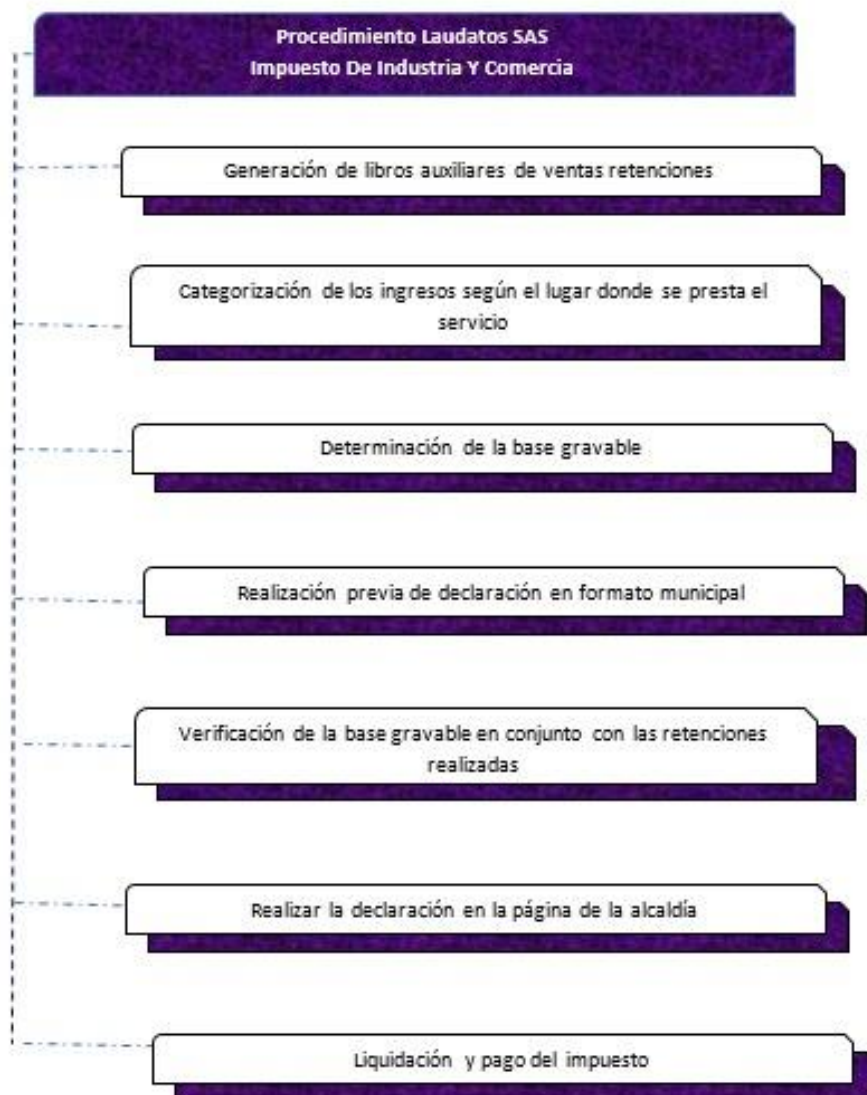 Procedimiento Laudatos SAS
Impuesto De Industria Y Comercia
Generación de libros auxiliares de ventas retenciones
Categorización de los ingresos según el lugar donde se presta el
servicio
Determinación de la base gravable
Realización previa de declaración en formato municipal
Verificación de la base gravable en conjunto con las retenciones
realizadas
Realizar la declaración en la página de la alcaldía
Liquidación y pago del impuesto